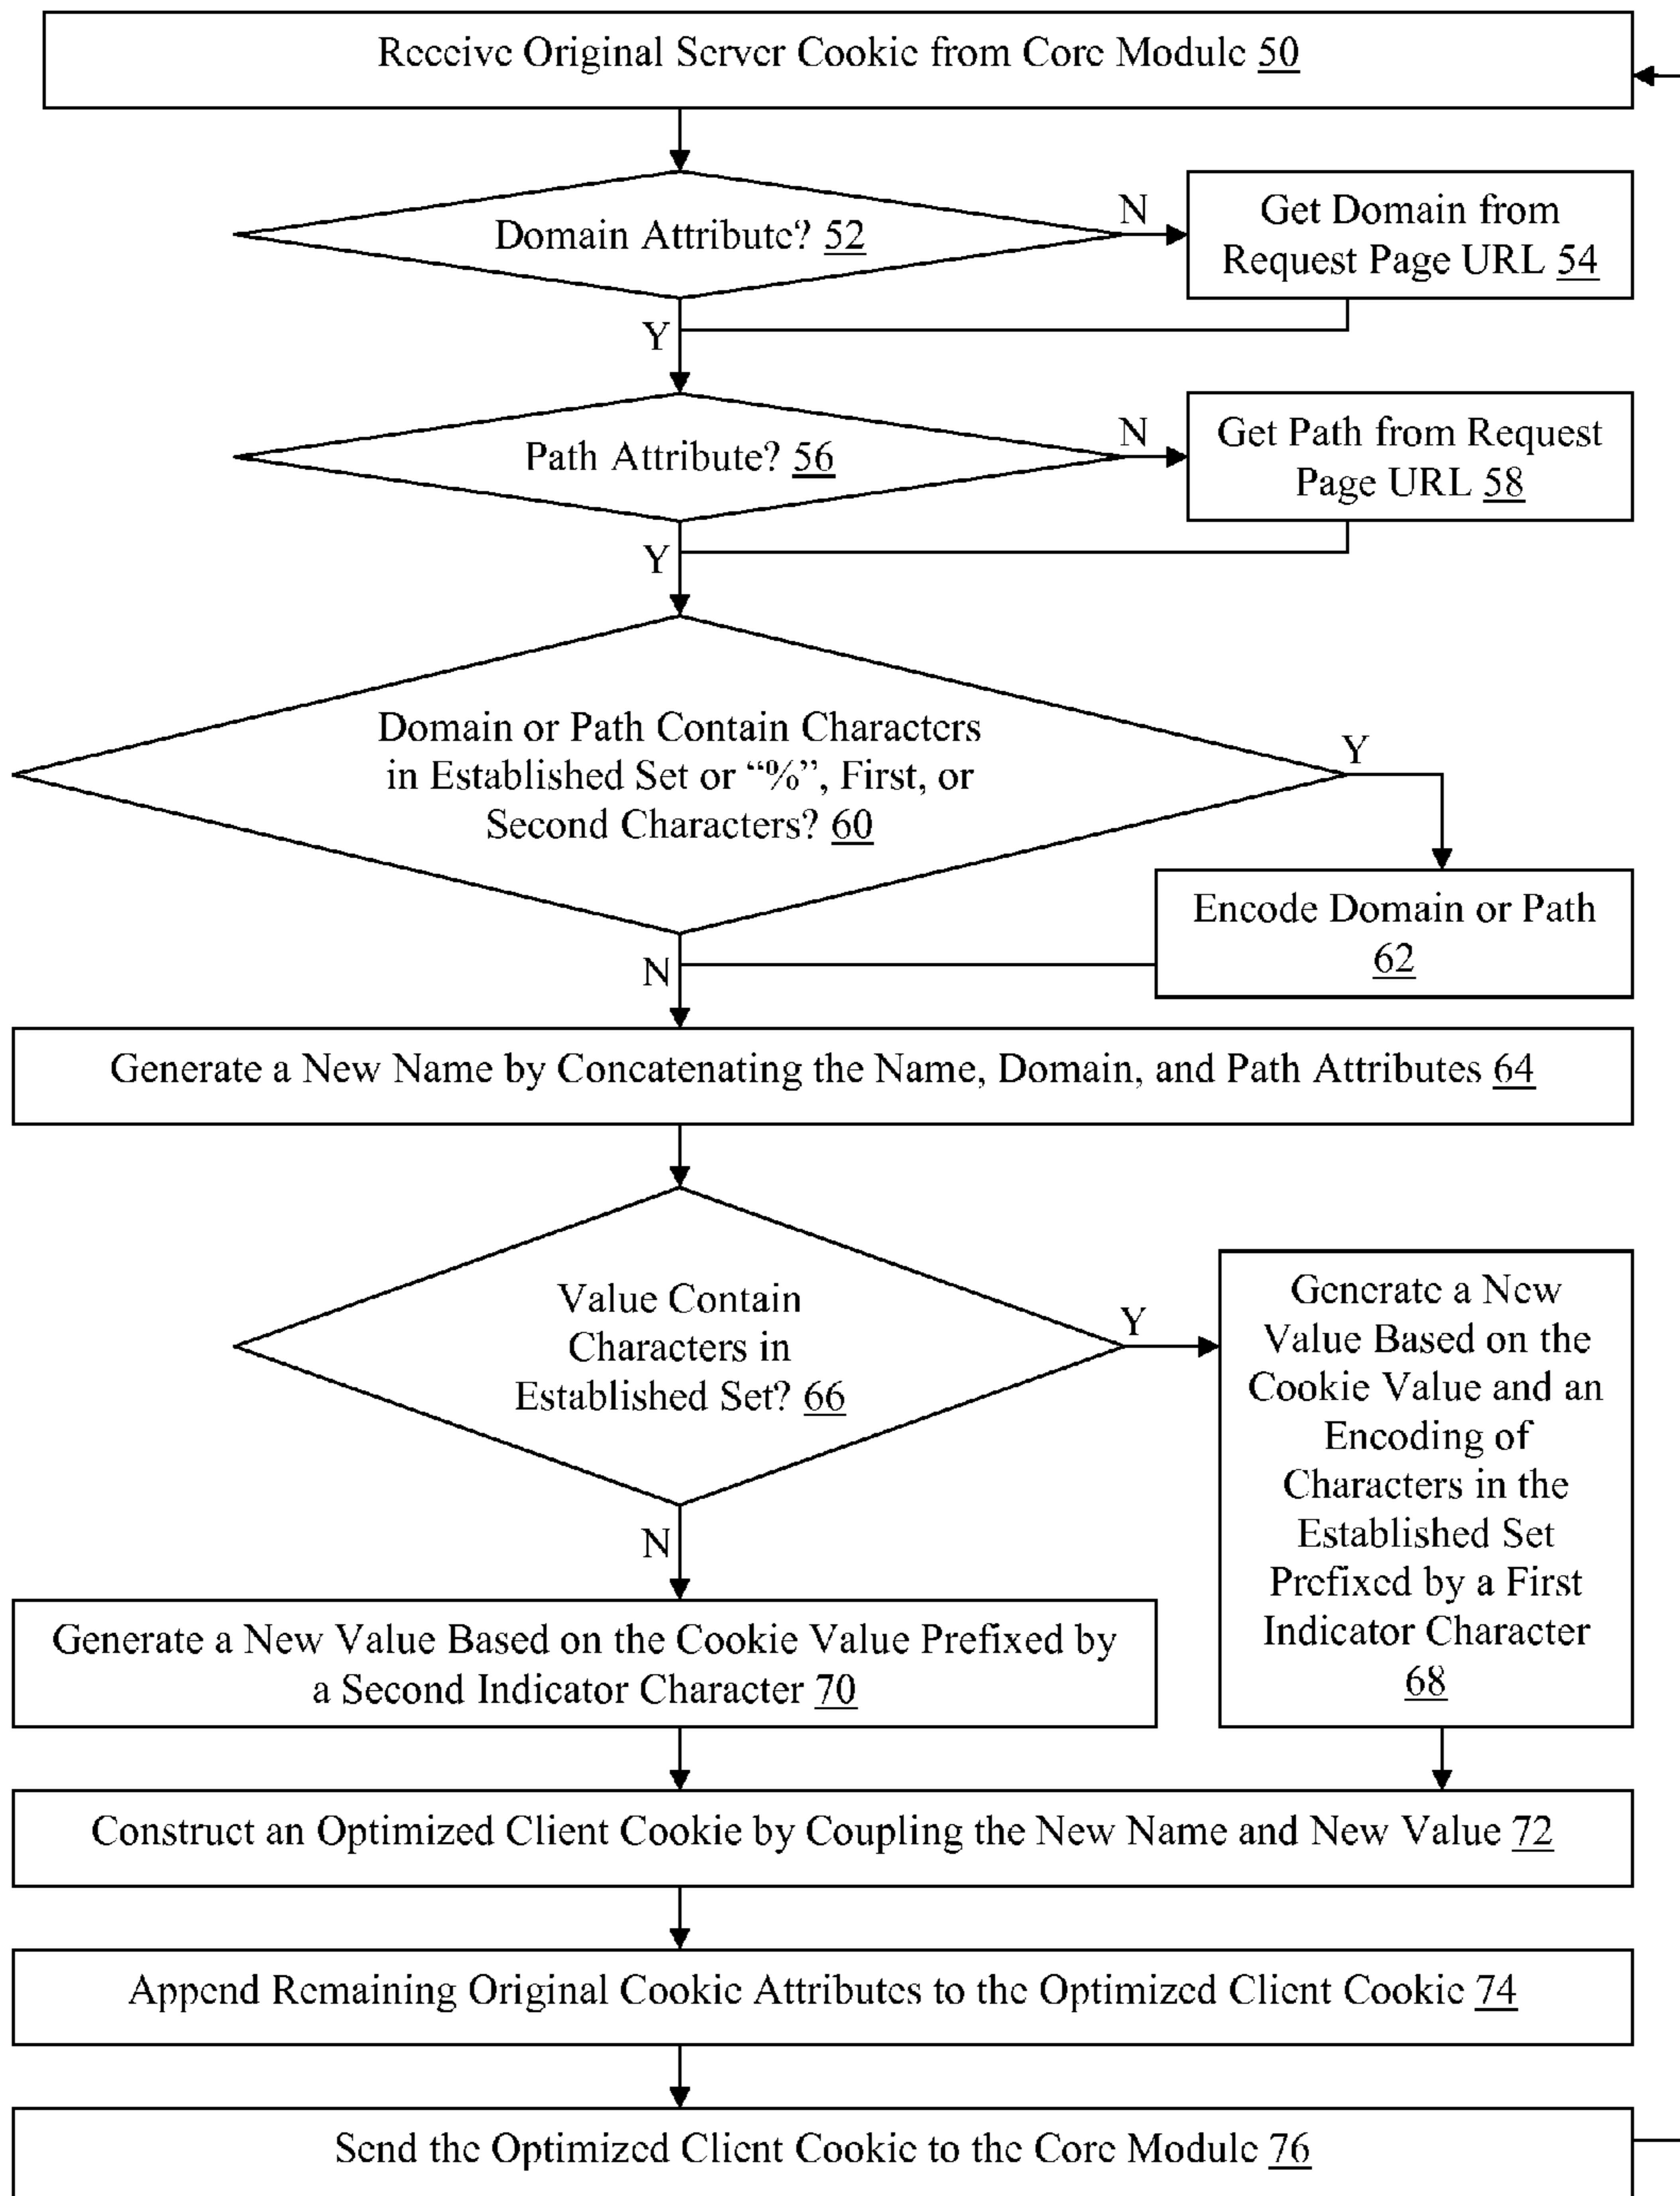 Receive Original Server Cookie from Core Module 50
Domain Attribute? 52
N
Get Domain from
Request Page URL 54
Y
Path Attribute? 56
N
Get Path from Request
Page URL 58
Y
Domain or Path Contain Characters
in Established Set or “%”, First, or
Second Characters? 60
Y
Encode Domain or Path
62
N
Generate a New Name by Concatenating the Name, Domain, and Path Attributes 64
Value Contain
Characters in
Established Set? 66
Y
Generate a New
Value Based on the
Cookie Value and an
Encoding of
Characters in the
Established Set
Prefixed by a First
Indicator Character
68
N
Generate a New Value Based on the Cookie Value Prefixed by
a Second Indicator Character 70
Construct an Optimized Client Cookie by Coupling the New Name and New Value 72
Append Remaining Original Cookie Attributes to the Optimized Client Cookie 74
Send the Optimized Client Cookie to the Core Module 76